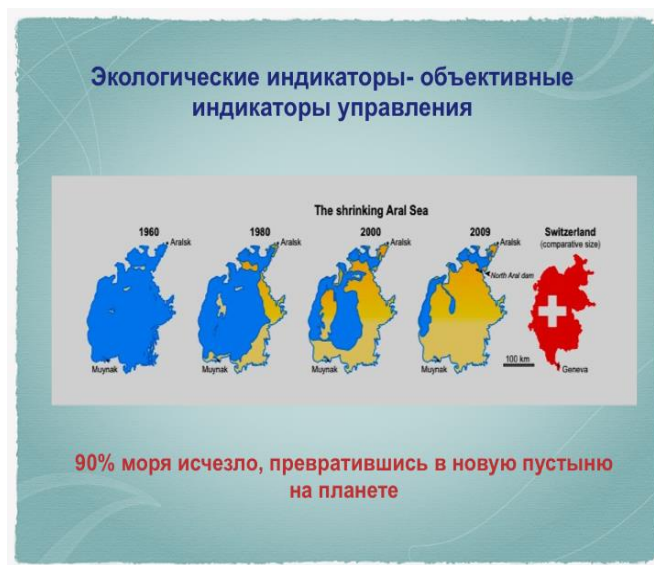 Экологические индикаторы- объективные
индикаторы управления
The shrinking Aral Sea
1960
1980
2000
2009
Switzerland
(comparative size)
Aralsk
Aralsk
Aralsk
Aralsk
North Aral dam
Muynak
Muynak
Muynak
Muynak
100 km
Geneva
90% моря исчезло, превратившись в новую пустыню
на планете